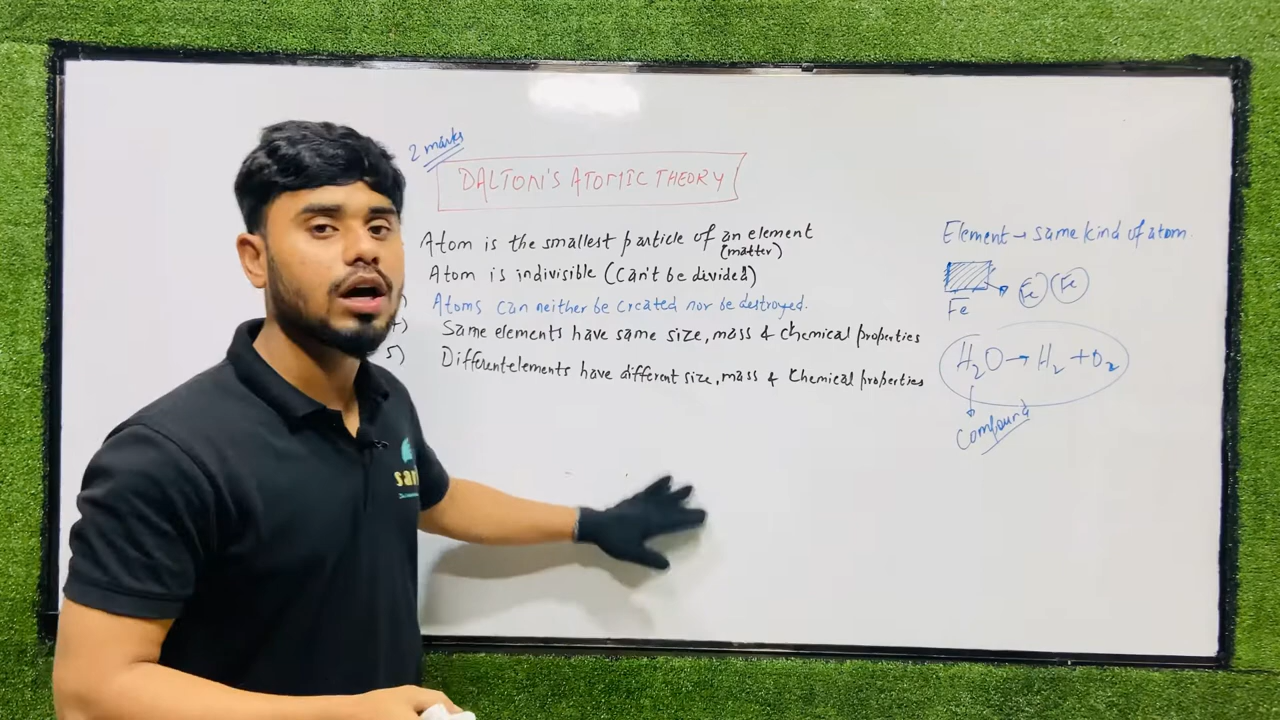 2 marks
DALTON'S ATOMIC THEORY
Atom is the smallest particle of an element
(matter)
Atom is indivisible (Can't be divided)
) Atoms can neither be created nor be destroyed.
) Same elements have same size, mass & Chemical properties
5) Different elements have different size, mass & Chemical properties
Element → same kind of atom
Fe Fe
Fe
H₂O → H₂ + O₂
Compound